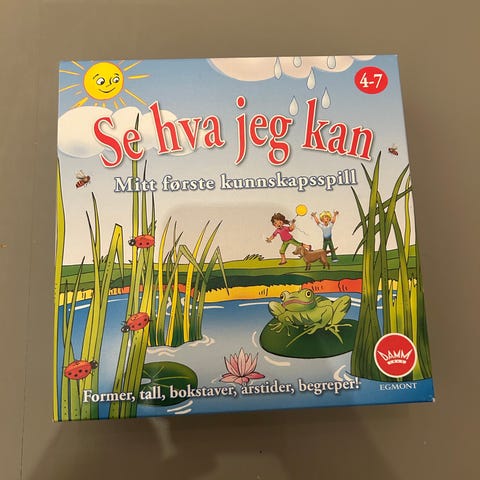 4-7
Se hva jeg kan
Mitt første kunnskapsspill
DAMM
EGMONT
Former, tall, bokstaver, årstider, begreper!